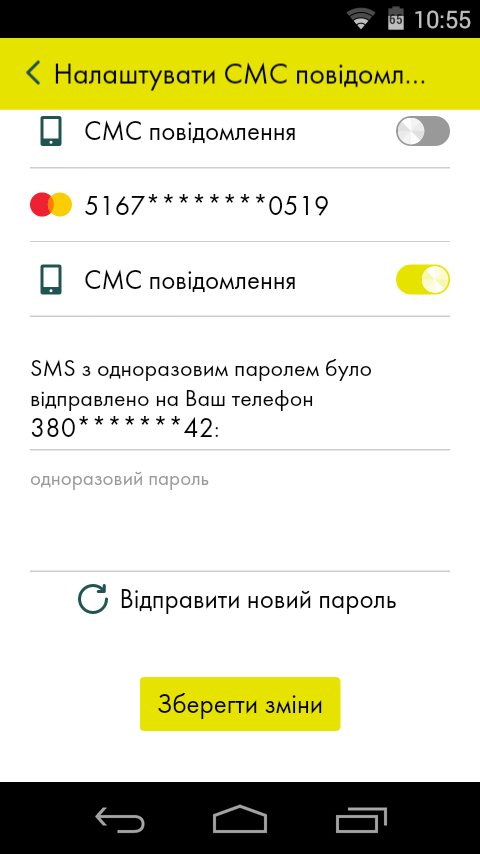 65 10:55
Налаштувати СМС повідомл...
СМС повідомлення
5167********0519
СМС повідомлення
SMS з одноразовим паролем було
відправлено на Ваш телефон
380*******42:
одноразовий пароль
Відправити новий пароль
Зберегти зміни